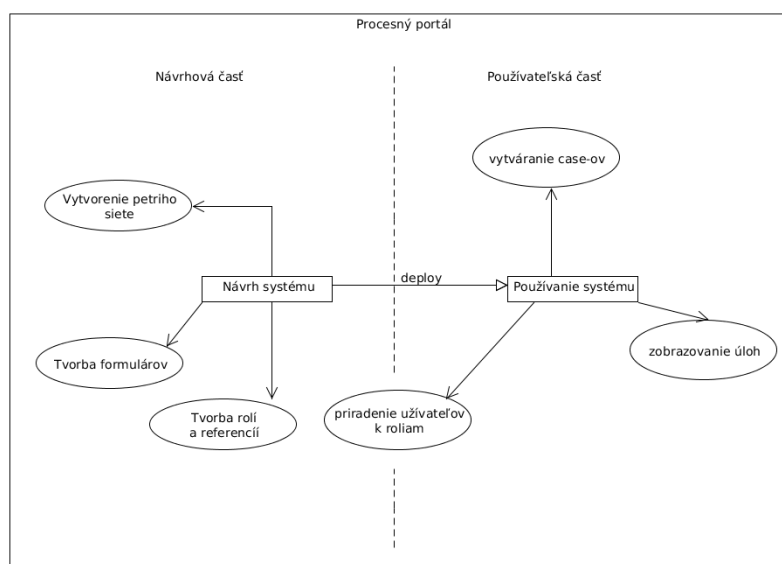 Procesný portál
Návrhová časť
Používateľská časť
vytváranie case-ov
Vytvorenie petriho
siete
Návrh systému
deploy
Používanie systému
Tvorba formulárov
zobrazovanie úloh
Tvorba rolí
a referencíí
priradenie užívateľov
k roliam